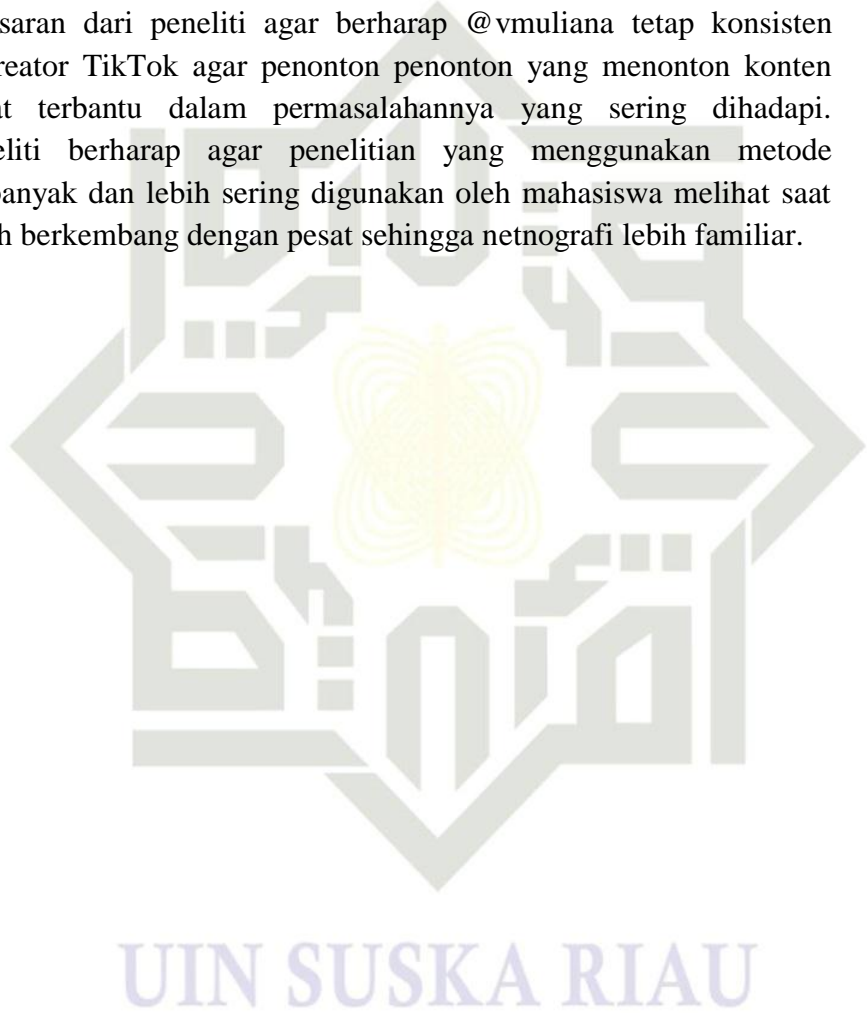 saran dari peneliti agar berharap @vmuliana tetap konsisten
reator TikTok agar penonton penonton yang menonton konten
at terbantu dalam permasalahannya yang sering dihadapi.
eliti berharap agar penelitian yang menggunakan metode
banyak dan lebih sering digunakan oleh mahasiswa melihat saat
h berkembang dengan pesat sehingga netnografi lebih familiar.
UIN SUSKA RIAU